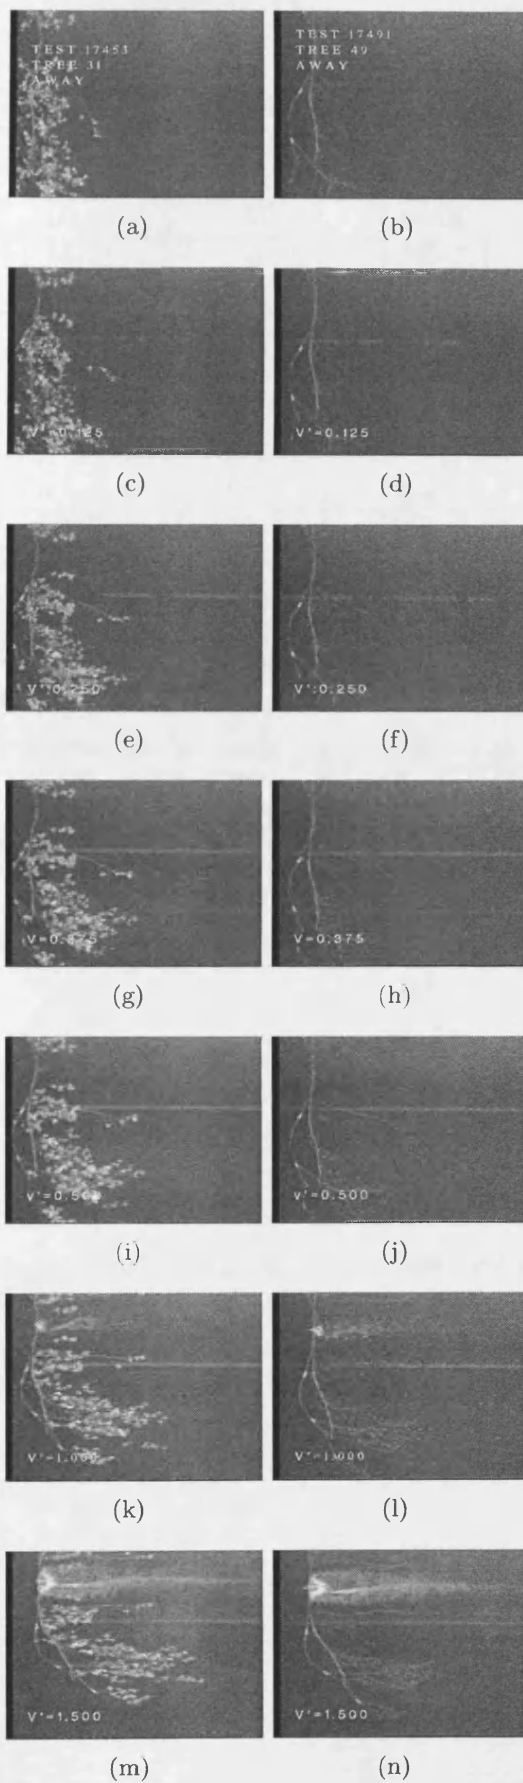 TEST 17453
TREE 31
AWAY
TEST 17491
TREE 49
AWAY
(a)
(b)
V'=0.125
V'=0.125
(c)
(d)
V':0.250
V':0.250
(e)
(f)
V=0.375
V=0.375
(g)
(h)
V'=0.500
V'=0.500
(i)
(j)
V'=1.000
V'=1.000
(k)
(l)
V'=1.500
V'=1.500
(m)
(n)